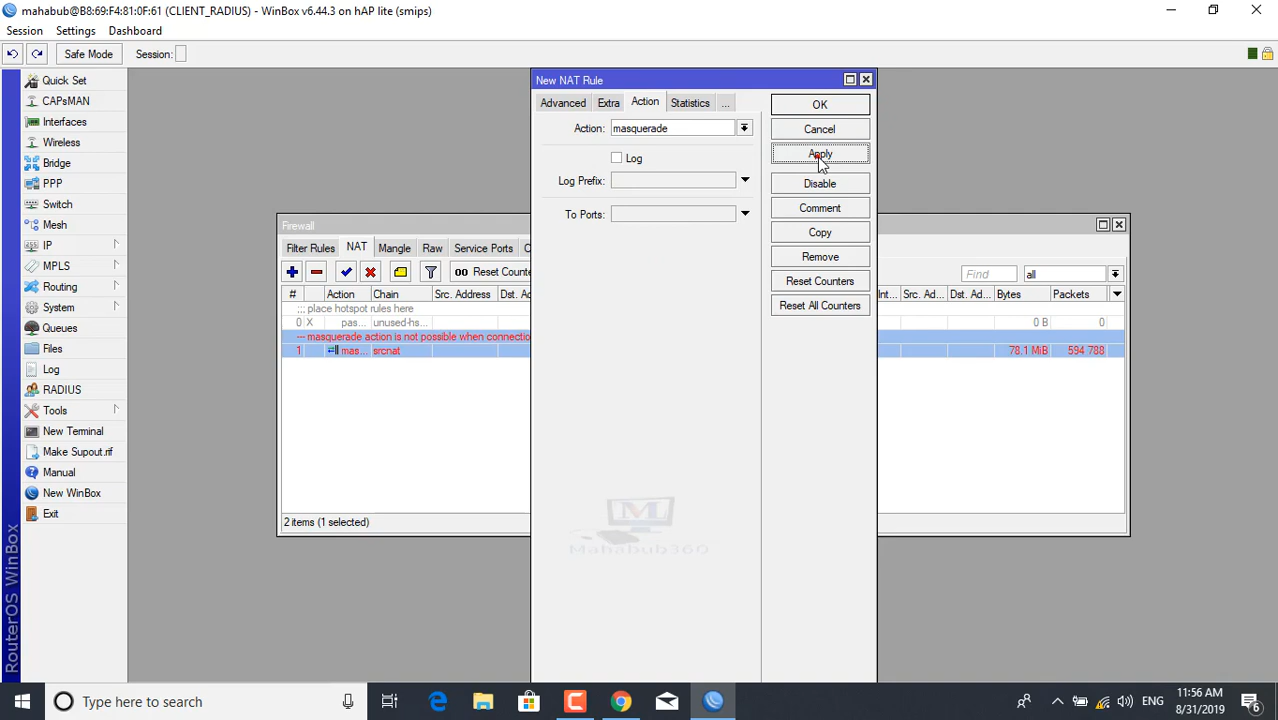 mahabub@B8:69:F4:81:0F:61 (CLIENT_RADIUS) - WinBox v6.44.3 on hAP lite (smips)
Session Settings Dashboard
Safe Mode Session:
Quick Set
CAPsMAN
Interfaces
Wireless
Bridge
PPP
Switch
Mesh
IP
MPLS
Routing
System
Queues
Files
Log
RADIUS
Tools
New Terminal
Make Supout.rif
Manual
New WinBox
Exit
RouterOS WinBox
New NAT Rule
Advanced Extra Action Statistics ...
Action: masquerade
Log
Log Prefix:
To Ports:
OK
Cancel
Apply
Disable
Comment
Copy
Remove
Reset Counters
Reset All Counters
M
Mahabub360
Firewall
Filter Rules NAT Mangle Raw Service Ports C
00 Reset Counte Find all
# Action Chain Src. Address Dst. A Int... Src. Ad... Dst. Ad... Bytes Packets
;;; place hotspot rules here
0 X pas... unused-hs... 0 B 0
--- masquerade action is not possible when connectio
1 mas... srcnat 78.1 MiB 594 788
2 items (1 selected)
Type here to search
ENG
11:56 AM
8/31/2019
6